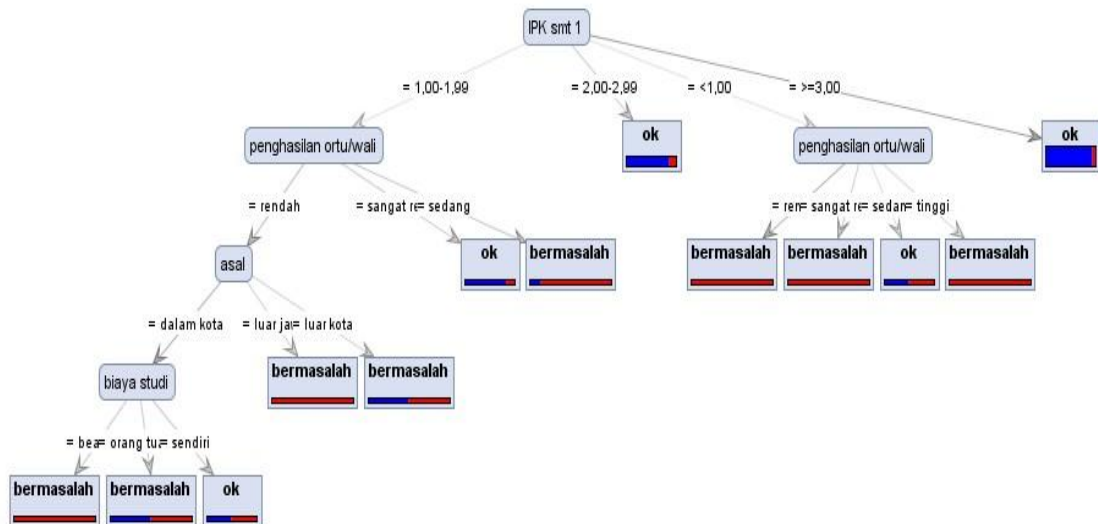 IPK smt 1
= 1,00-1,99
= 2,00-2,99
= <1,00
= >=3,00
penghasilan ortu/wali
ok
penghasilan ortu/wali
ok
= rendah
= sangat re= sedang
= ren= sangat re= sedan= tinggi
asal
ok
bermasalah
bermasalah
bermasalah
ok
bermasalah
= dalam kota
= luar ja= luar kota
biaya studi
bermasalah
bermasalah
= bea= orang tu= sendiri
bermasalah
bermasalah
ok